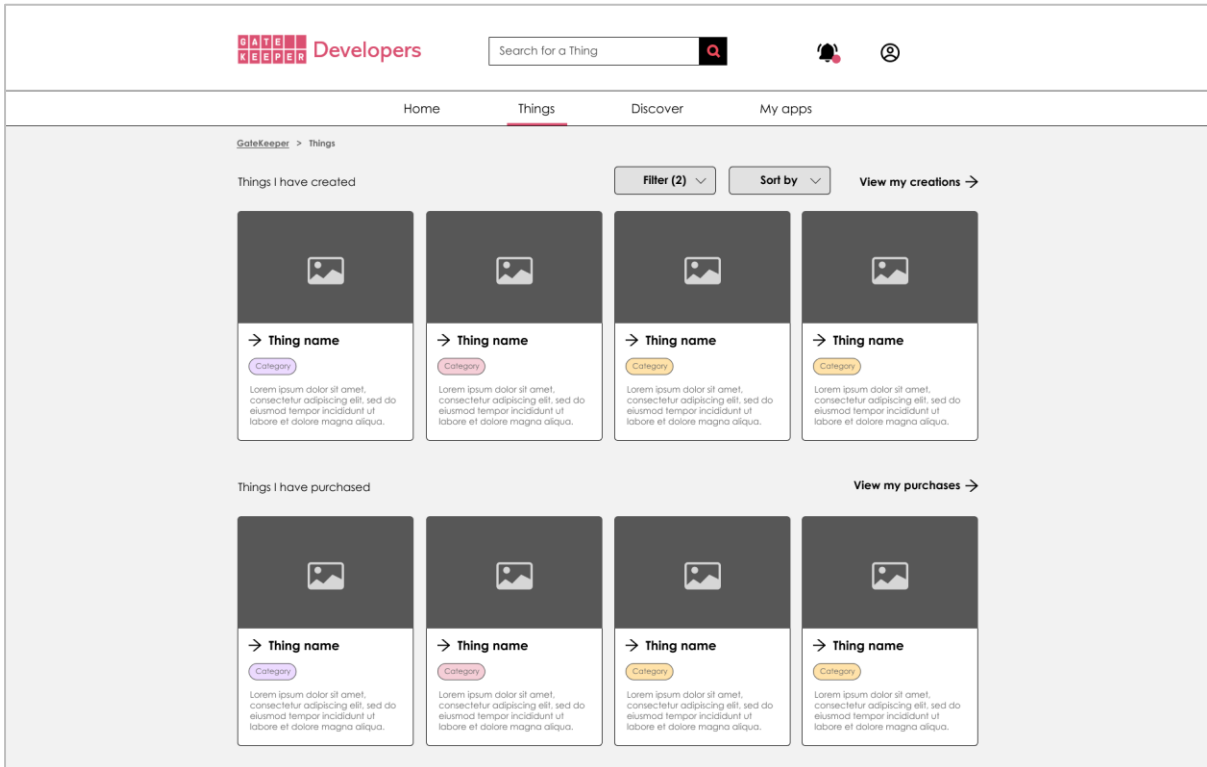 GATE
KEEPER
Developers
Search for a Thing
Home
Things
Discover
My apps
GateKeeper > Things
Things I have created
Filter (2)
Sort by
View my creations →
→ Thing name
Category
Lorem ipsum dolor sit amet,
consectetur adipiscing elit, sed do
eiusmod tempor incididunt ut
labore et dolore magna aliqua.
→ Thing name
Category
Lorem ipsum dolor sit amet,
consectetur adipiscing elit, sed do
eiusmod tempor incididunt ut
labore et dolore magna aliqua.
→ Thing name
Category
Lorem ipsum dolor sit amet,
consectetur adipiscing elit, sed do
eiusmod tempor incididunt ut
labore et dolore magna aliqua.
→ Thing name
Category
Lorem ipsum dolor sit amet,
consectetur adipiscing elit, sed do
eiusmod tempor incididunt ut
labore et dolore magna aliqua.
Things I have purchased
View my purchases →
→ Thing name
Category
Lorem ipsum dolor sit amet,
consectetur adipiscing elit, sed do
eiusmod tempor incididunt ut
labore et dolore magna aliqua.
→ Thing name
Category
Lorem ipsum dolor sit amet,
consectetur adipiscing elit, sed do
eiusmod tempor incididunt ut
labore et dolore magna aliqua.
→ Thing name
Category
Lorem ipsum dolor sit amet,
consectetur adipiscing elit, sed do
eiusmod tempor incididunt ut
labore et dolore magna aliqua.
→ Thing name
Category
Lorem ipsum dolor sit amet,
consectetur adipiscing elit, sed do
eiusmod tempor incididunt ut
labore et dolore magna aliqua.